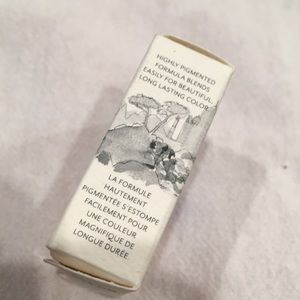 HIGHLY PIGMENTED
FORMULA BLENDS
EASILY FOR BEAUTIFUL,
LONG LASTING COLOR.
LA FORMULE
HAUTEMENT
PIGMENTÉE S'ESTOMPE
FACILEMENT POUR
UNE COULEUR
MAGNIFIQUE DE
LONGUE DURÉE.